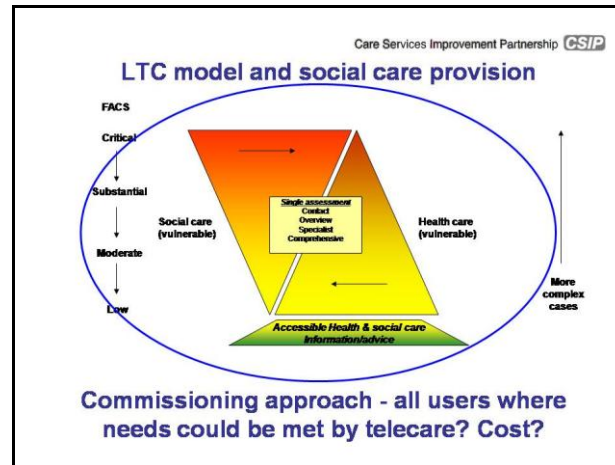 Care Services Improvement Partnership CSIP
LTC model and social care provision
FACS
Critical
Substantial
Moderate
Low
Social care
(vulnerable)
Single assessment
Contact
Overview
Specialist
Comprehensive
Health care
(vulnerable)
More
complex
cases
Accessible Health & social care
Information/advice
Commissioning approach - all users where
needs could be met by telecare? Cost?